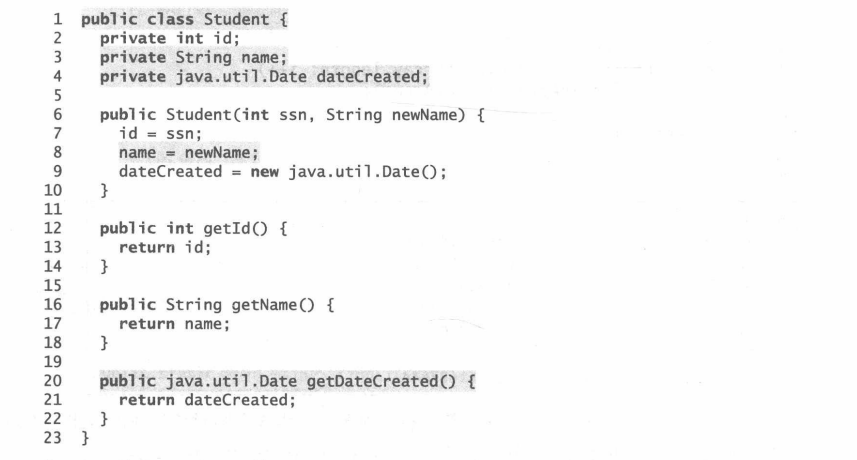 1 public class Student {
2   private int id;
3   private String name;
4   private java.util.Date dateCreated;
5
6   public Student(int ssn, String newName) {
7     id = ssn;
8     name = newName;
9     dateCreated = new java.util.Date();
10   }
11
12   public int getId() {
13     return id;
14   }
15
16   public String getName() {
17     return name;
18   }
19
20   public java.util.Date getDateCreated() {
21     return dateCreated;
22   }
23 }